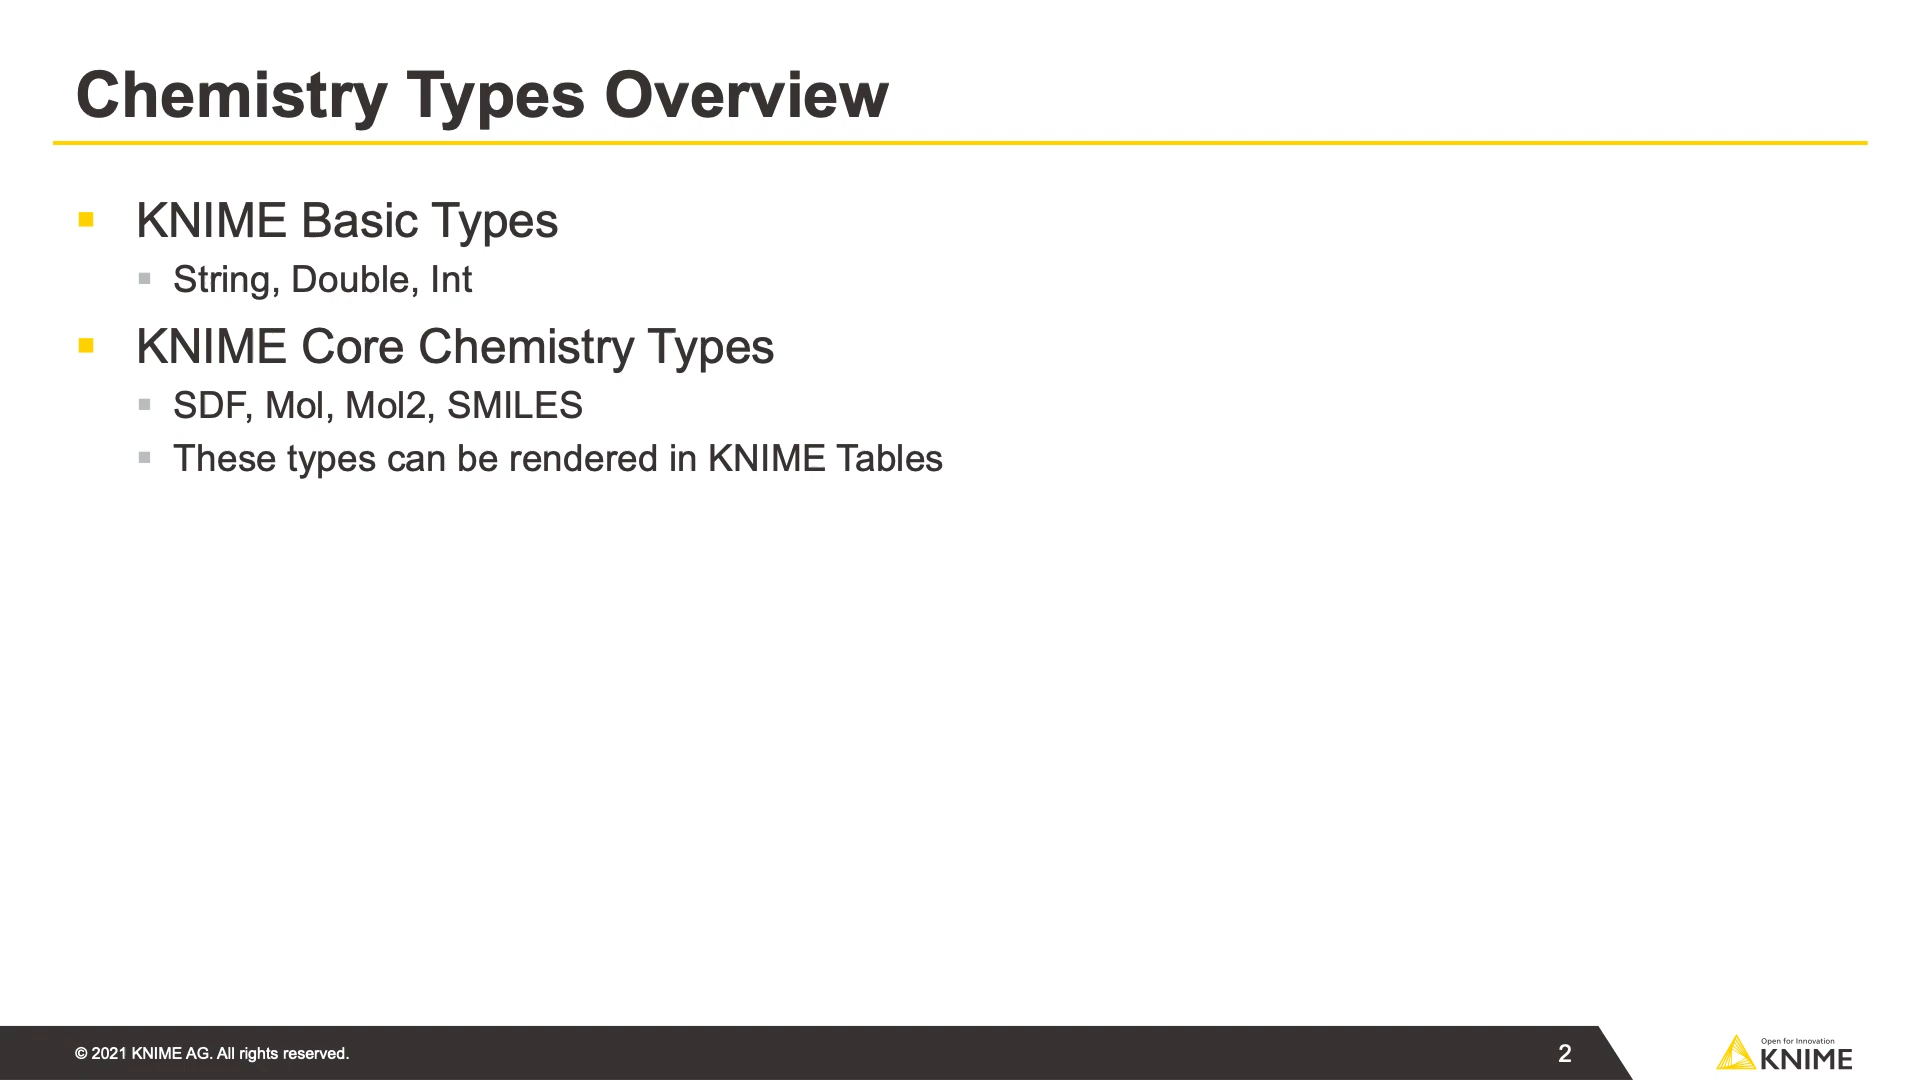 Chemistry Types Overview
KNIME Basic Types
String, Double, Int
KNIME Core Chemistry Types
SDF, Mol, Mol2, SMILES
These types can be rendered in KNIME Tables
© 2021 KNIME AG. All rights reserved.
2
Open for Innovation
KNIME